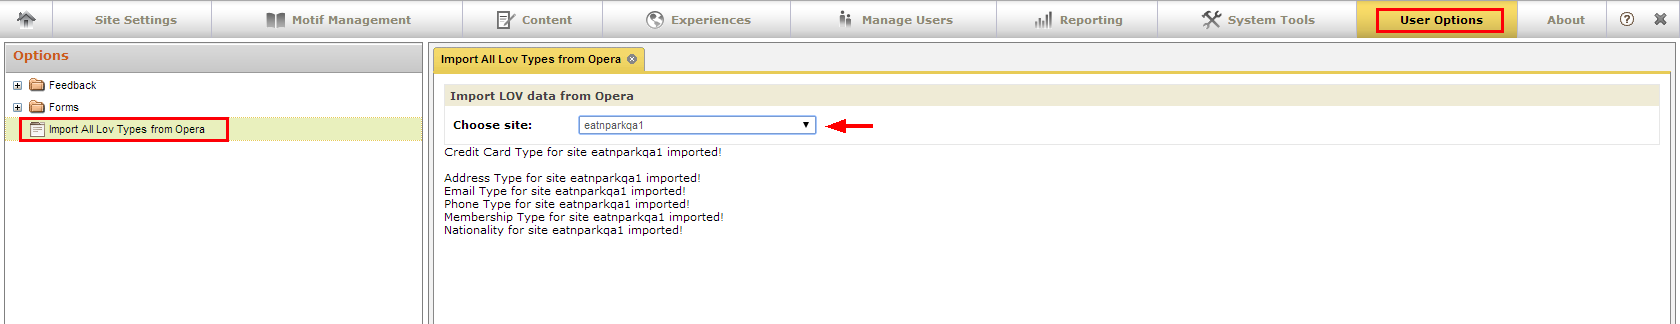 Site Settings Motif Management Content Experiences Manage Users Reporting System Tools User Options About ?
Options
Feedback
Forms
Import All Lov Types from Opera
Import All Lov Types from Opera
Import LOV data from Opera
Choose site: eatnparkqa1
Credit Card Type for site eatnparkqa1 imported!
Address Type for site eatnparkqa1 imported!
Email Type for site eatnparkqa1 imported!
Phone Type for site eatnparkqa1 imported!
Membership Type for site eatnparkqa1 imported!
Nationality for site eatnparkqa1 imported!